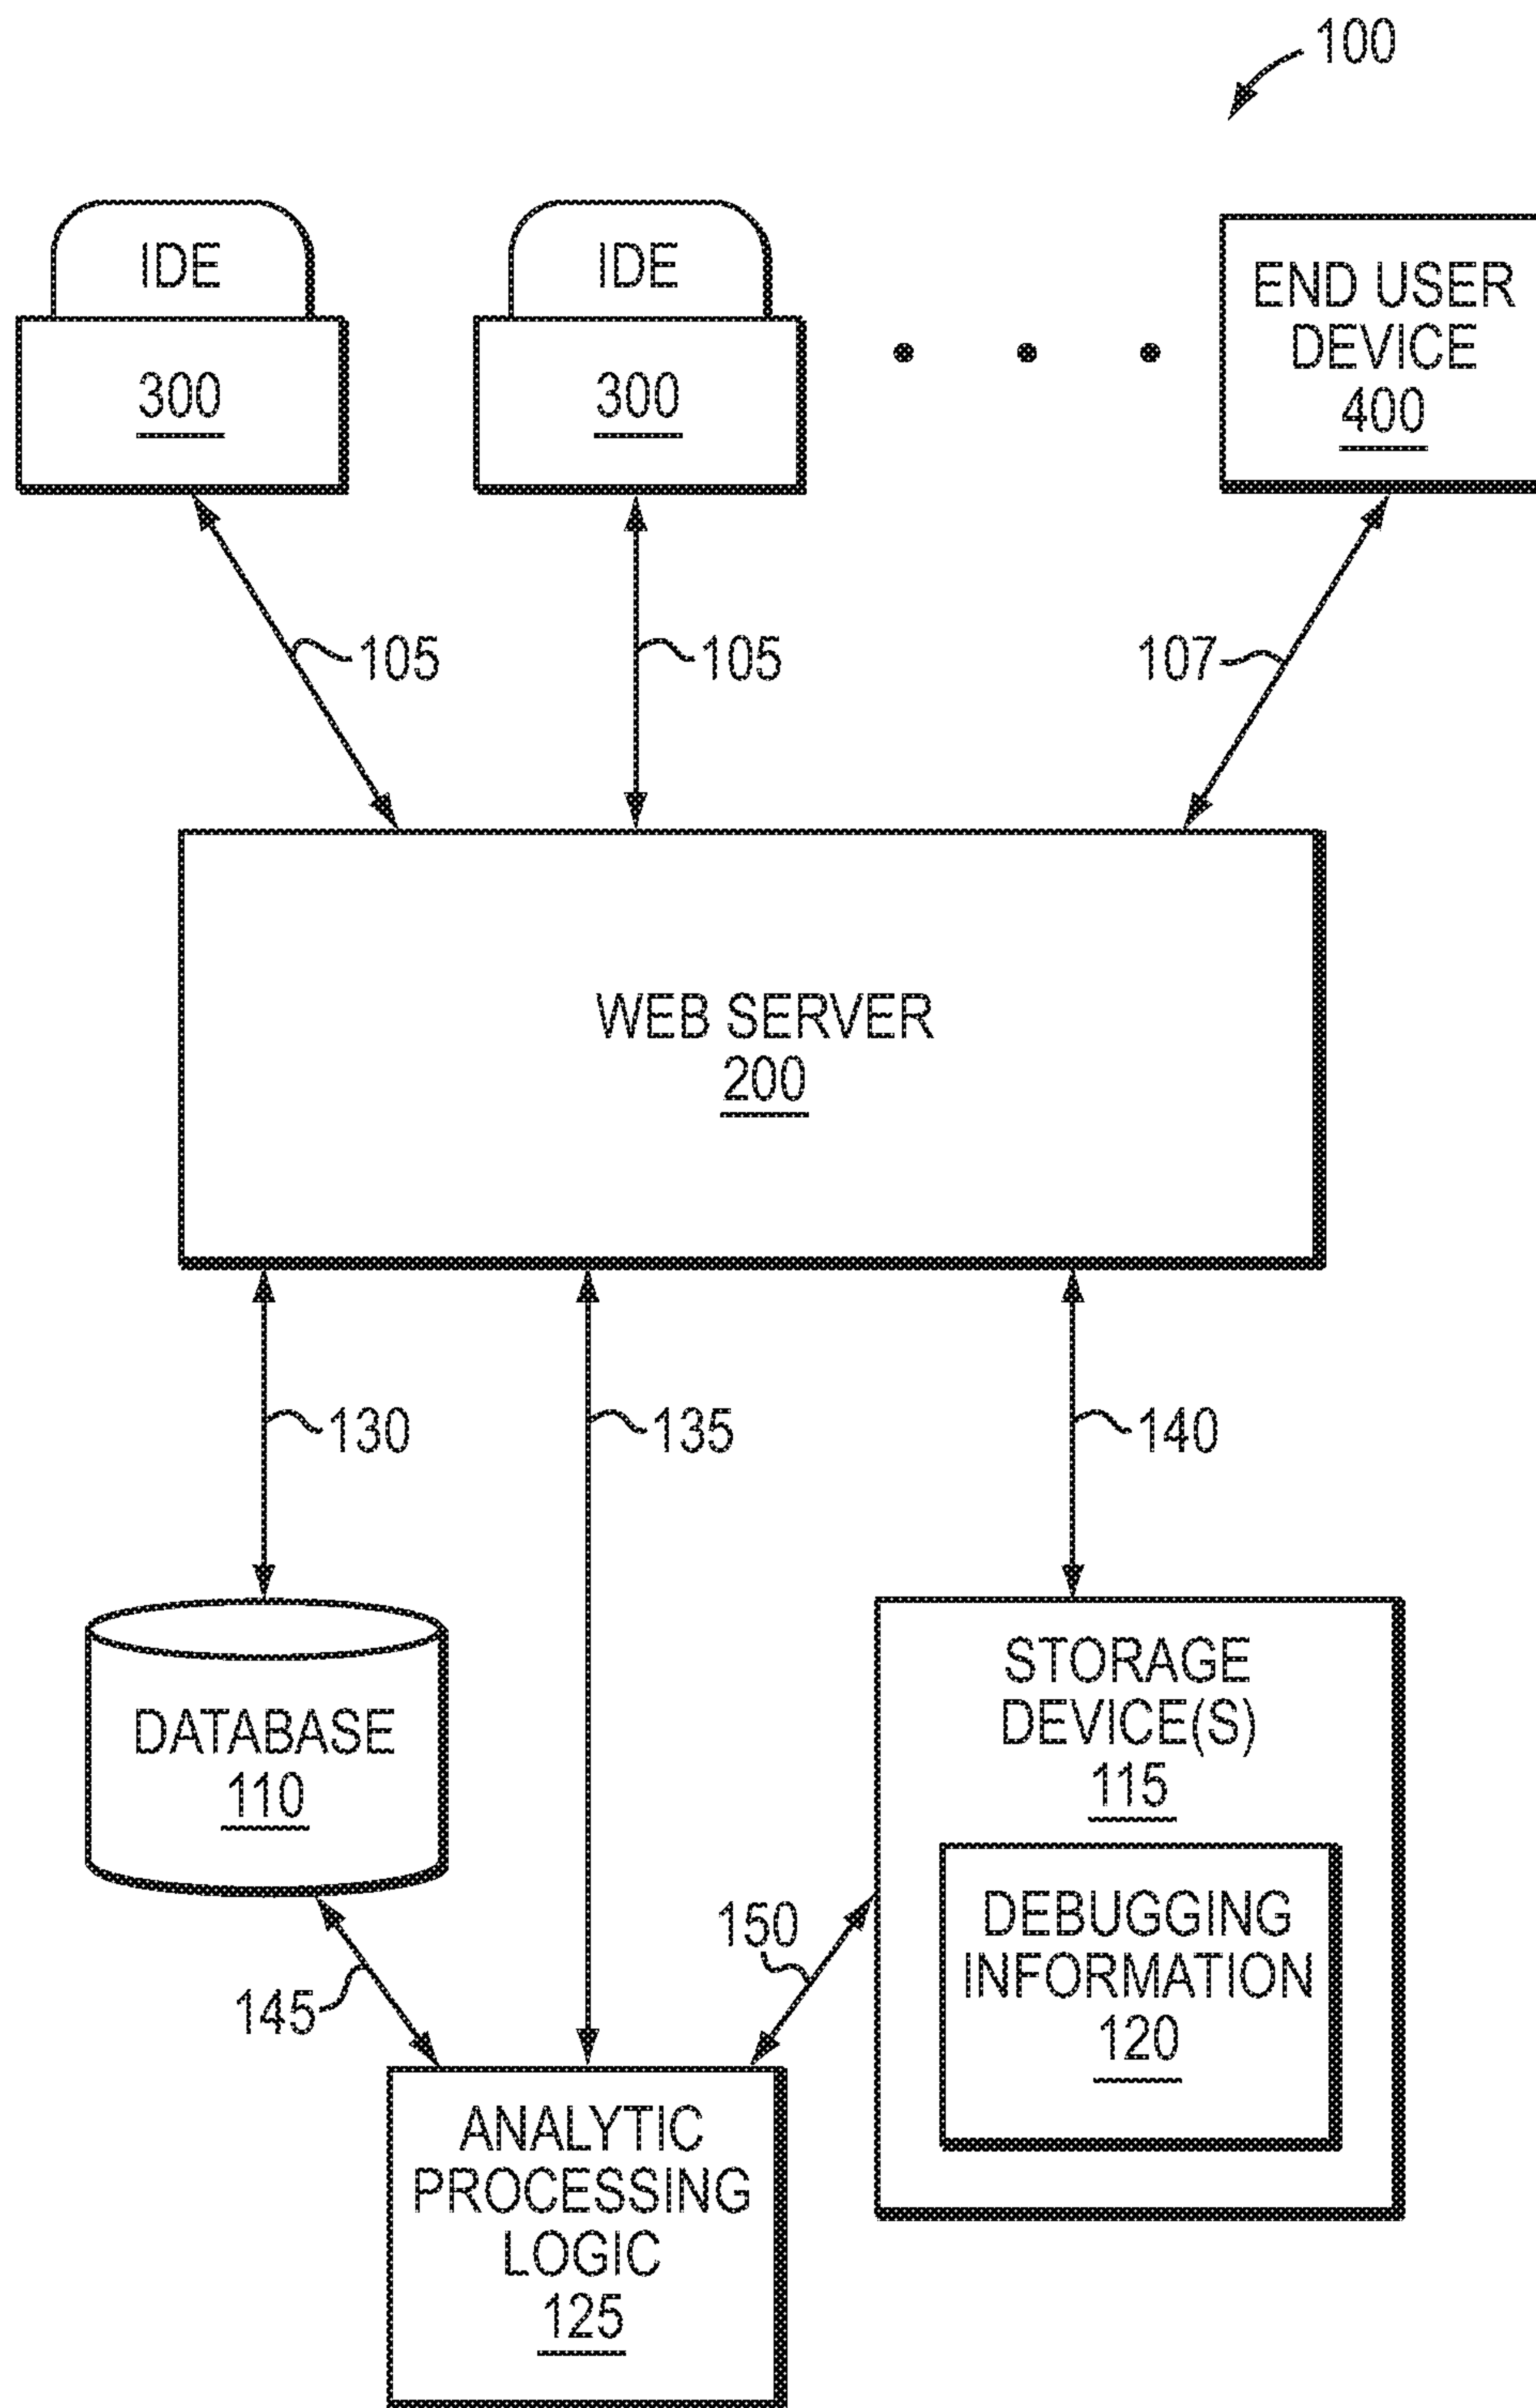 100
IDE
300
IDE
300
END USER
DEVICE
400
105
105
107
WEB SERVER
200
130
135
140
DATABASE
110
STORAGE
DEVICE(S)
115
DEBUGGING
INFORMATION
120
145
150
ANALYTIC
PROCESSING
LOGIC
125